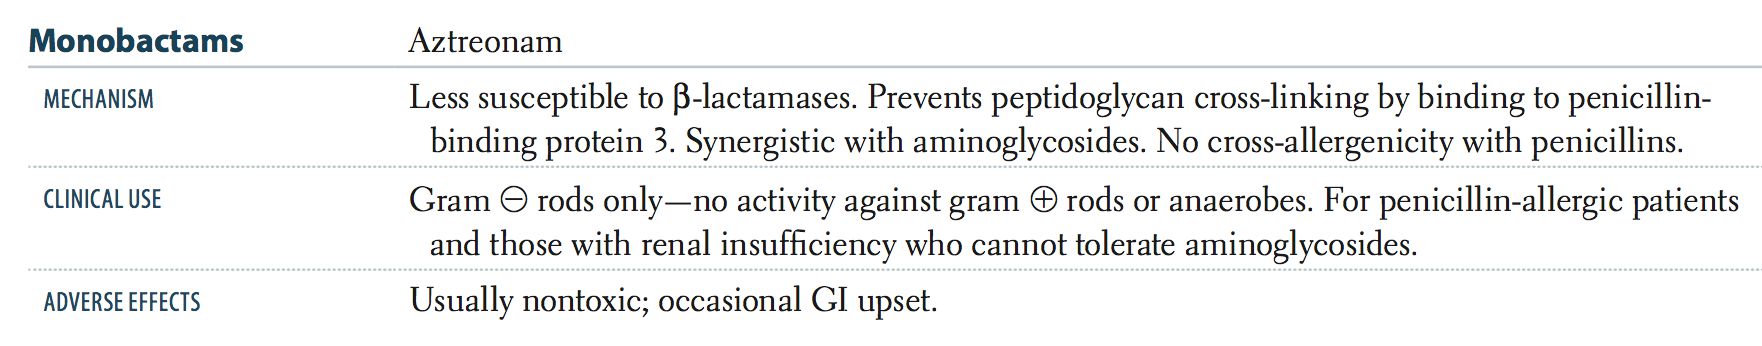 Monobactams Aztreonam
MECHANISM Less susceptible to β-lactamases. Prevents peptidoglycan cross-linking by binding to penicillin-
binding protein 3. Synergistic with aminoglycosides. No cross-allergenicity with penicillins.
CLINICAL USE Gram ⊖ rods only—no activity against gram ⊕ rods or anaerobes. For penicillin-allergic patients
and those with renal insufficiency who cannot tolerate aminoglycosides.
ADVERSE EFFECTS Usually nontoxic; occasional GI upset.